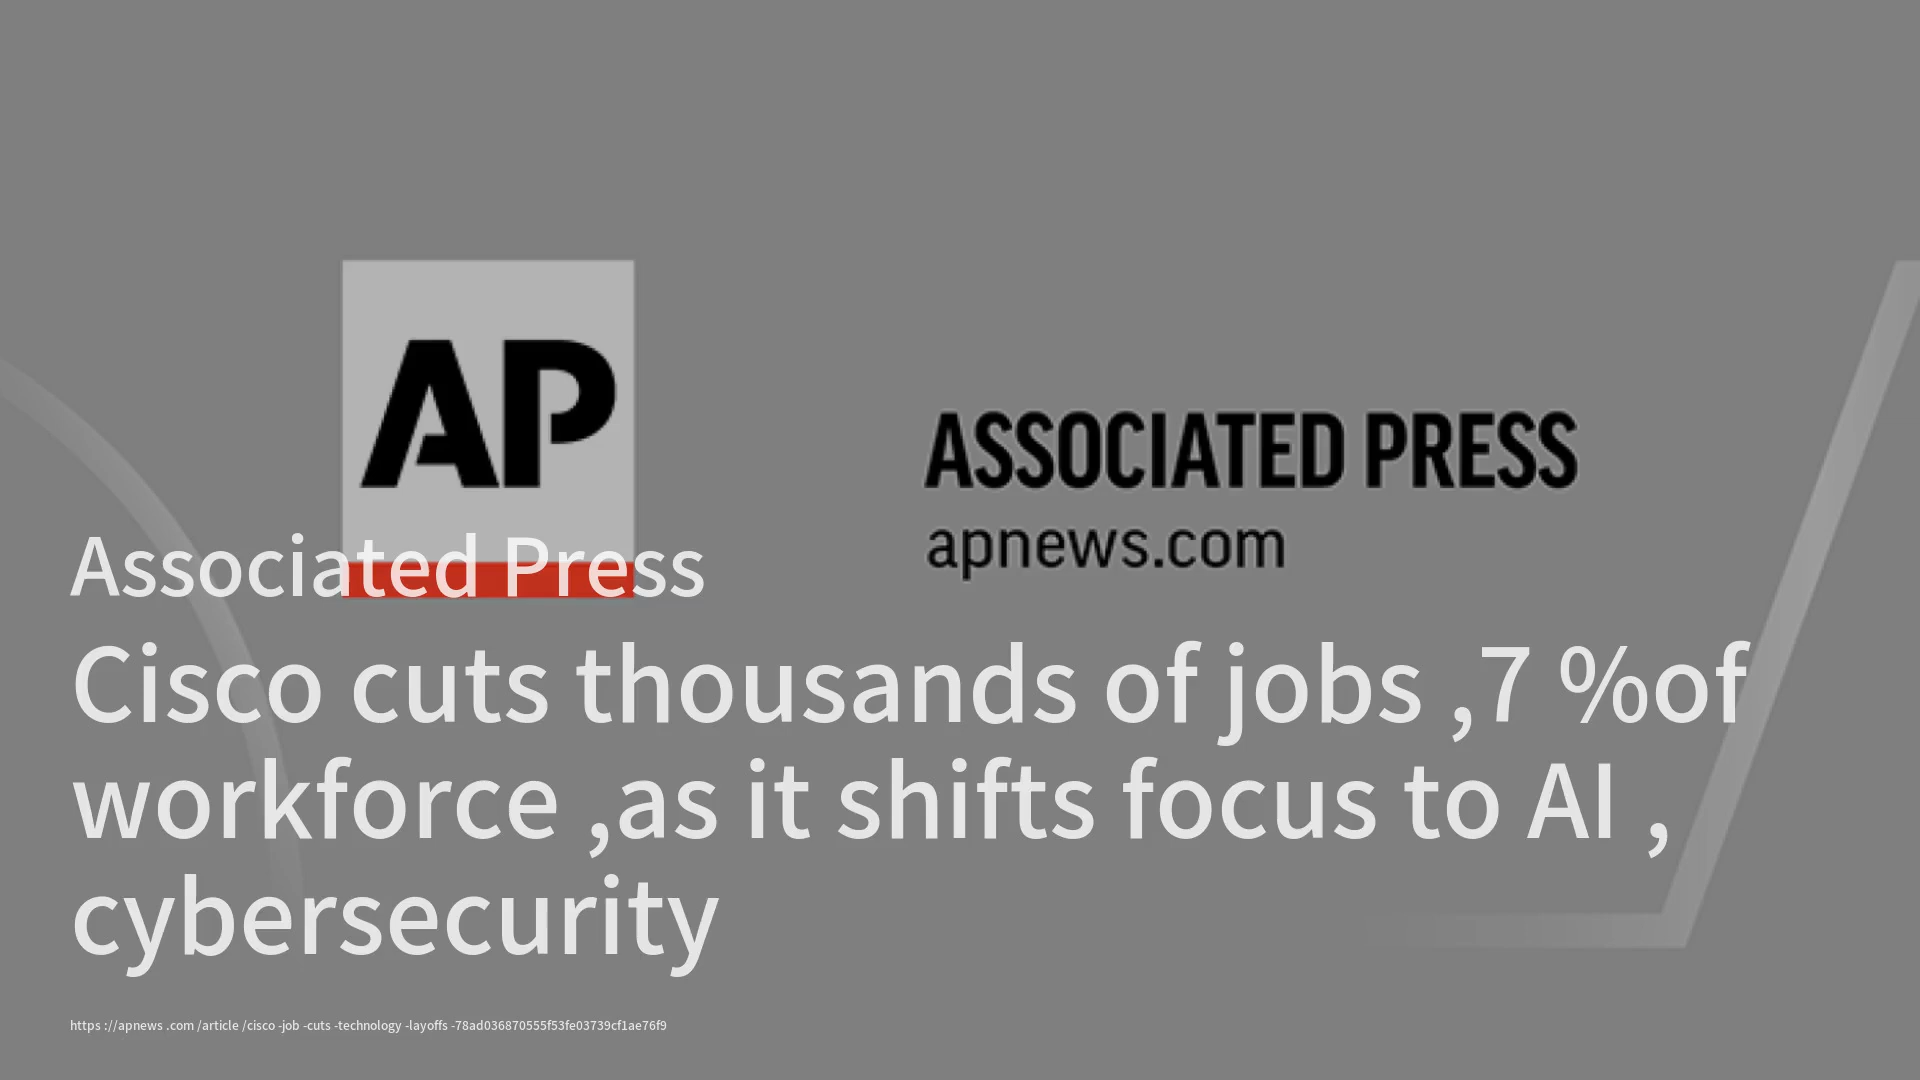 AP
ASSOCIATED PRESS
apnews.com
Associated Press
Cisco cuts thousands of jobs ,7 %of
workforce ,as it shifts focus to AI ,
cybersecurity
https ://apnews .com /article /cisco -job -cuts -technology -layoffs -78ad036870555f53fe03739cf1ae76f9